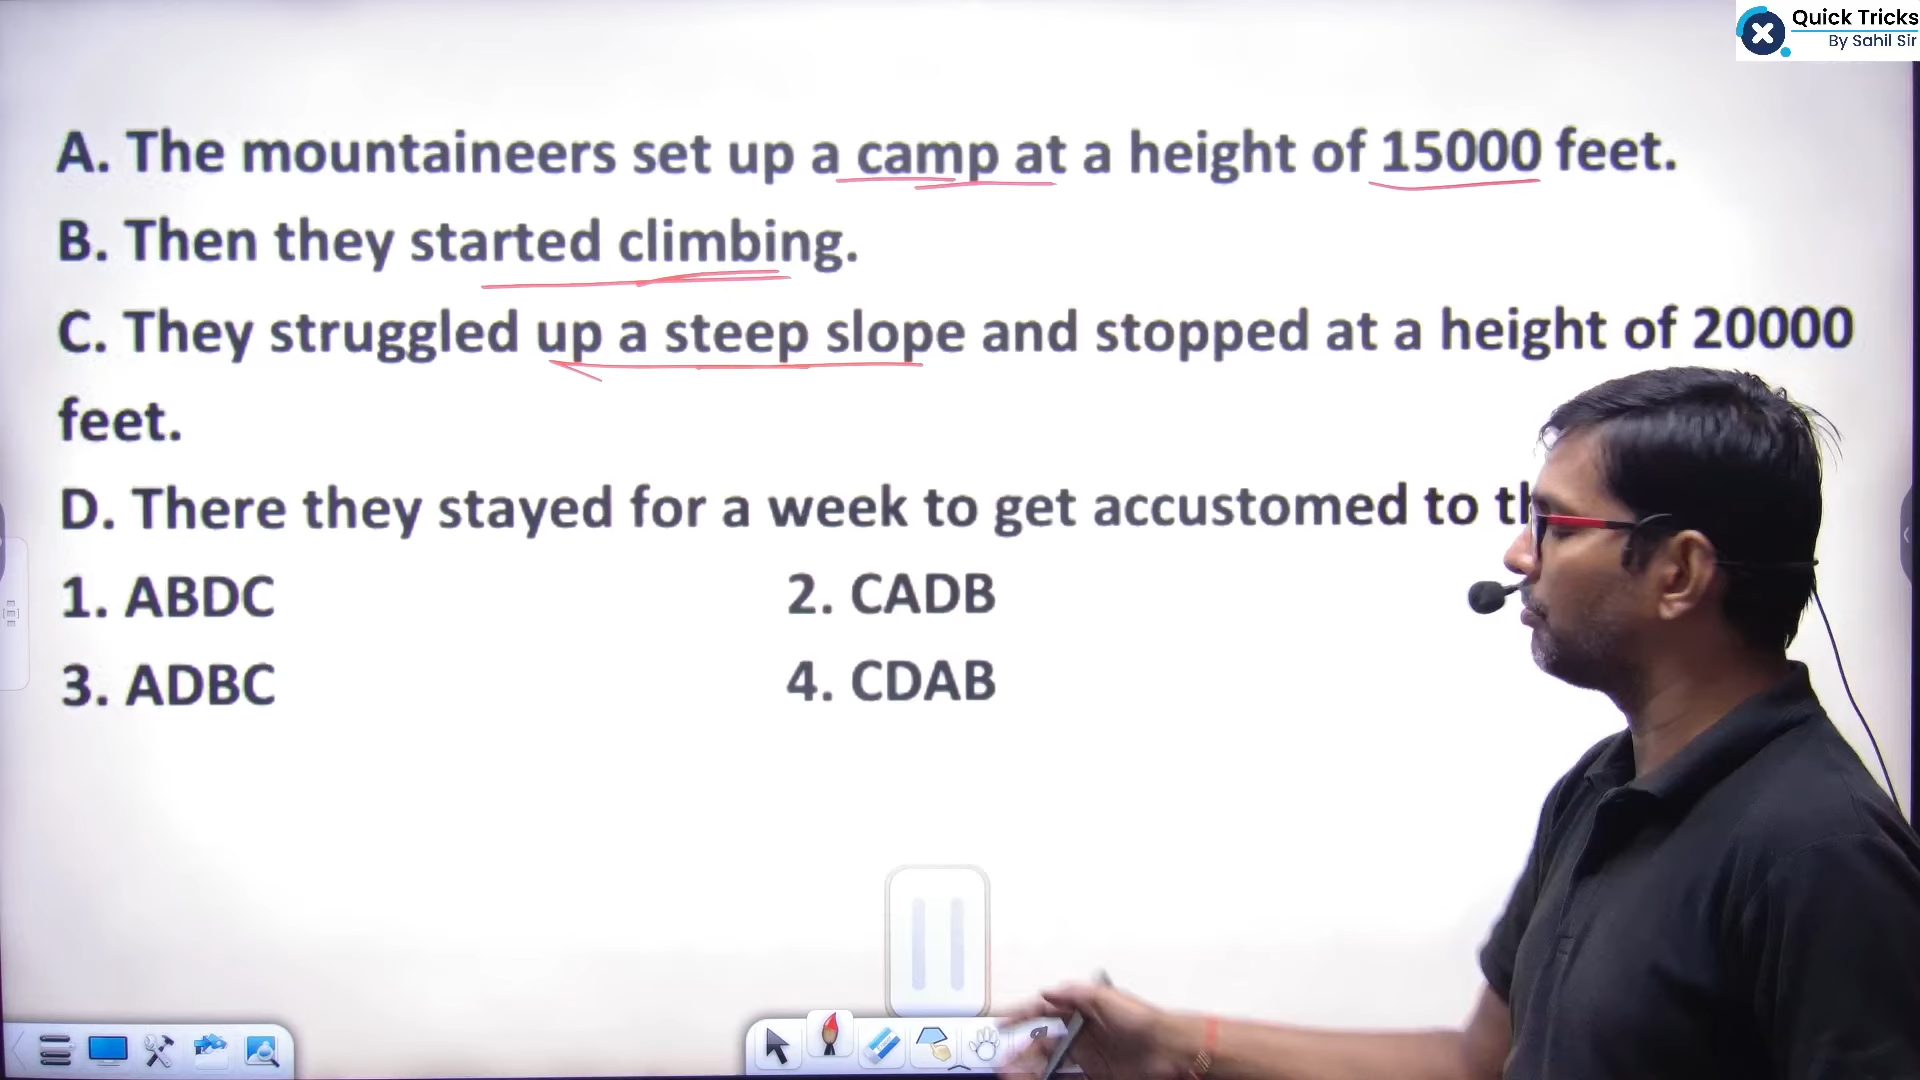 Quick Tricks
By Sahil Sir
A. The mountaineers set up a camp at a height of 15000 feet.
B. Then they started climbing.
C. They struggled up a steep slope and stopped at a height of 20000
feet.
D. There they stayed for a week to get accustomed to
1. ABDC 2. CADB
3. ADBC 4. CDAB